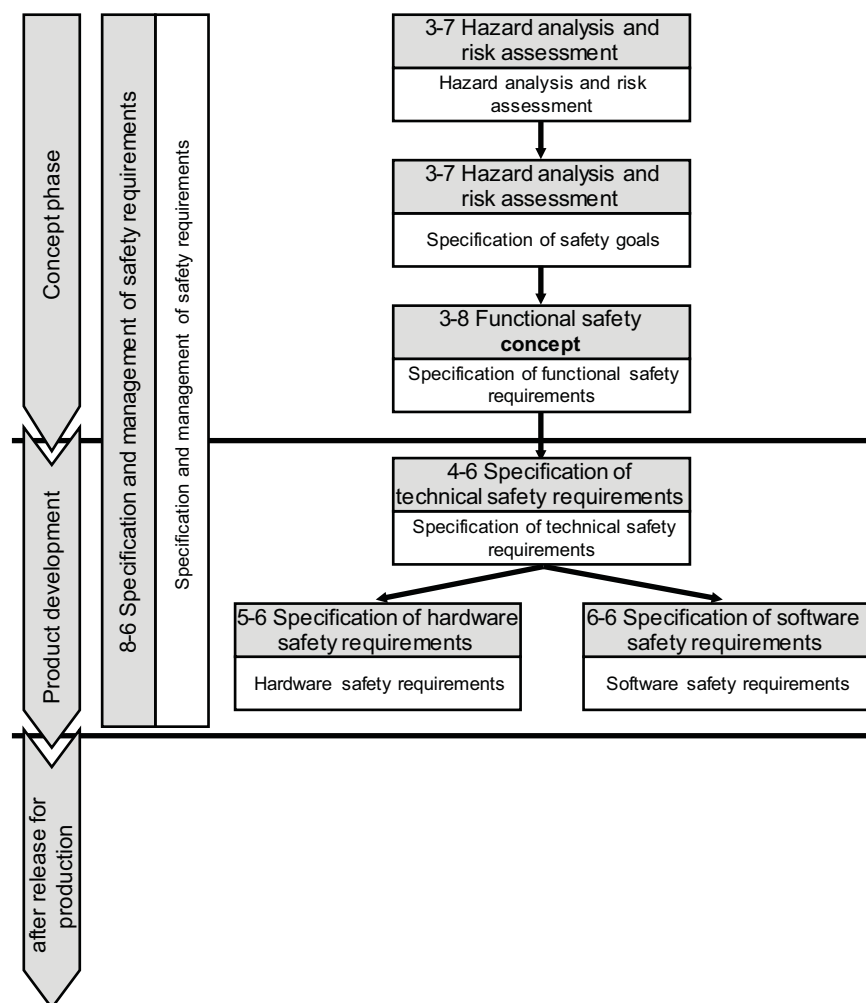 Concept phase
Product development
after release for
production
8-6 Specification and management of safety requirements
Specification and management of safety requirements
3-7 Hazard analysis and
risk assessment
Hazard analysis and risk
assessment
3-7 Hazard analysis and
risk assessment
Specification of safety goals
3-8 Functional safety
concept
Specification of functional safety
requirements
4-6 Specification of
technical safety requirements
Specification of technical safety
requirements
5-6 Specification of hardware
safety requirements
Hardware safety requirements
6-6 Specification of software
safety requirements
Software safety requirements